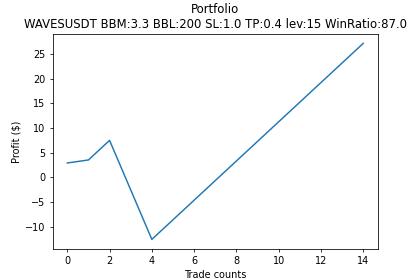 Portfolio
WAVESUSDT BBM:3.3 BBL:200 SL:1.0 TP:0.4 lev:15 WinRatio:87.0
25
20
15
10
5
0
−5
−10
Profit ($)
0 2 4 6 8 10 12 14
Trade counts